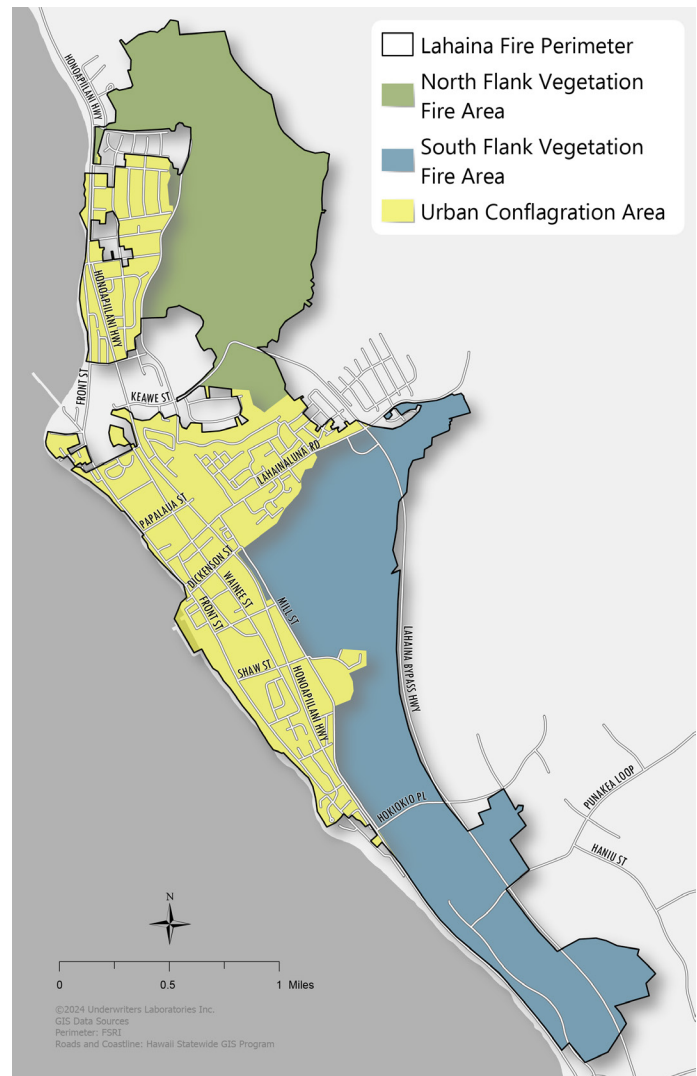 Lahaina Fire Perimeter
North Flank Vegetation
Fire Area
South Flank Vegetation
Fire Area
Urban Conflagration Area
HONOAPIILANI HWY
HONOAPIILANI HWY
FRONT ST
KEAWE ST
LAHAINALUNA RD
PAPALAUA ST
DICKENSON ST
WAINEE ST
FRONT ST
MILL ST
SHAW ST
HONOAPIILANI HWY
LAHAINA BYPASS HWY
HOKIOKIO PL
PUNAKEA LOOP
HANIU ST
N
0 0.5 1 Miles
©2024 Underwriters Laboratories Inc.
GIS Data Sources
Perimeter: FSRI
Roads and Coastline: Hawaii Statewide GIS Program